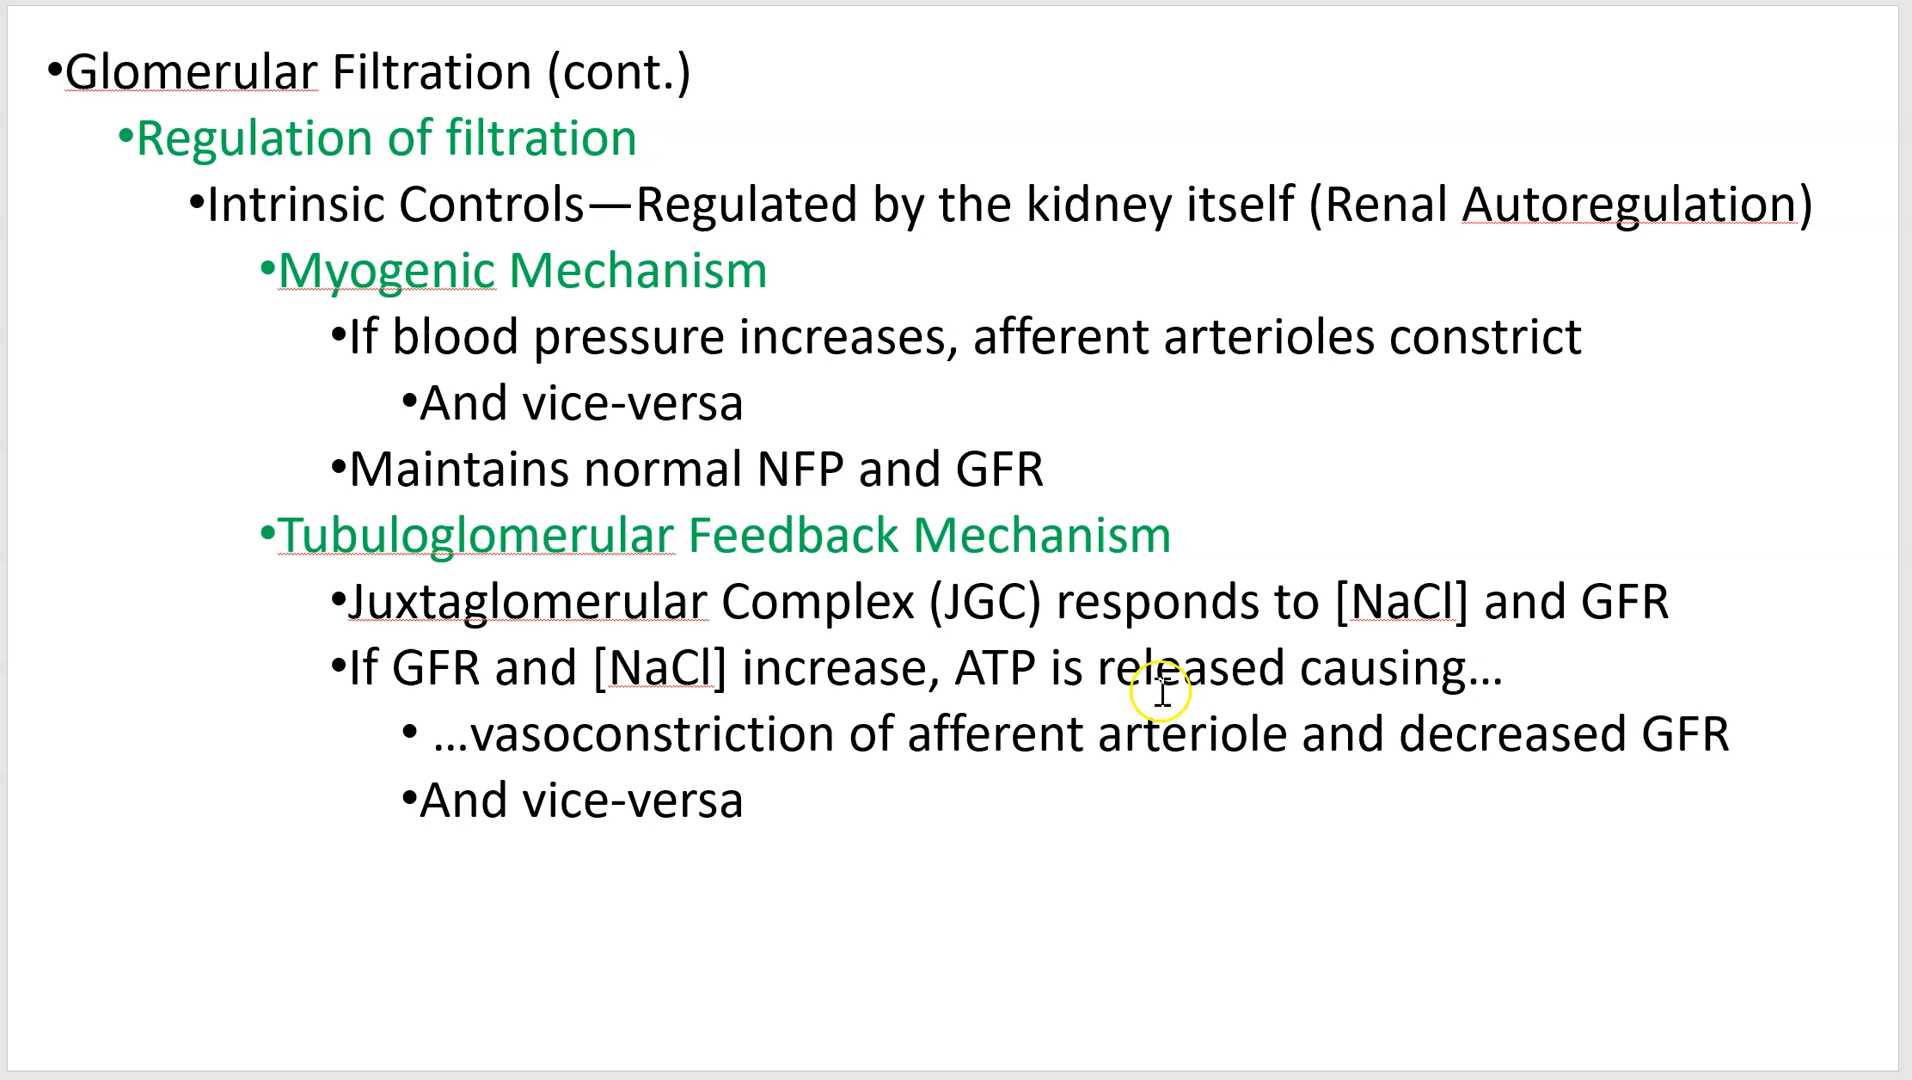 •Glomerular Filtration (cont.)
•Regulation of filtration
•Intrinsic Controls—Regulated by the kidney itself (Renal Autoregulation)
•Myogenic Mechanism
•If blood pressure increases, afferent arterioles constrict
•And vice-versa
•Maintains normal NFP and GFR
•Tubuloglomerular Feedback Mechanism
•Juxtaglomerular Complex (JGC) responds to [NaCl] and GFR
•If GFR and [NaCl] increase, ATP is released causing…
• …vasoconstriction of afferent arteriole and decreased GFR
•And vice-versa